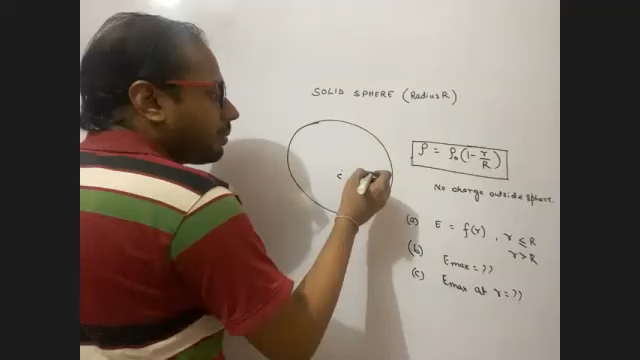 SOLID SPHERE (Radius R)
ρ = ρ₀ (1 - r/R)
No charge outside sphere.
(a) E = f(r), r ≤ R
r > R
(b) Emax = ??
(c) Emax at r = ??
c